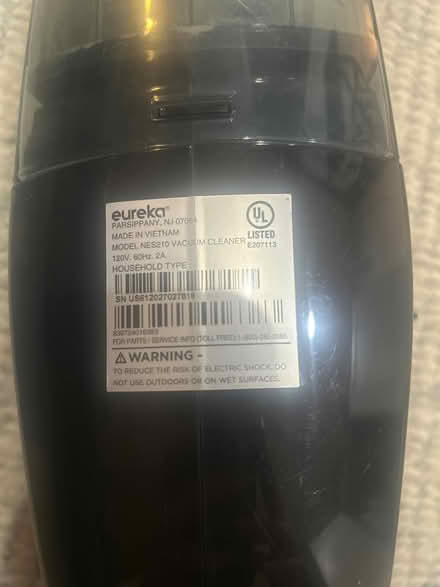 eureka
PARSIPPANY, NJ 07054
MADE IN VIETNAM
MODEL NES210 VACUUM CLEANER
120V. 60Hz. 2A.
HOUSEHOLD TYPE
UL
LISTED
E207113
SN
FOR PARTS / SERVICE INFO (TOLL FREE):
WARNING -
TO REDUCE THE RISK OF ELECTRIC SHOCK, DO
NOT USE OUTDOORS OR ON WET SURFACES.